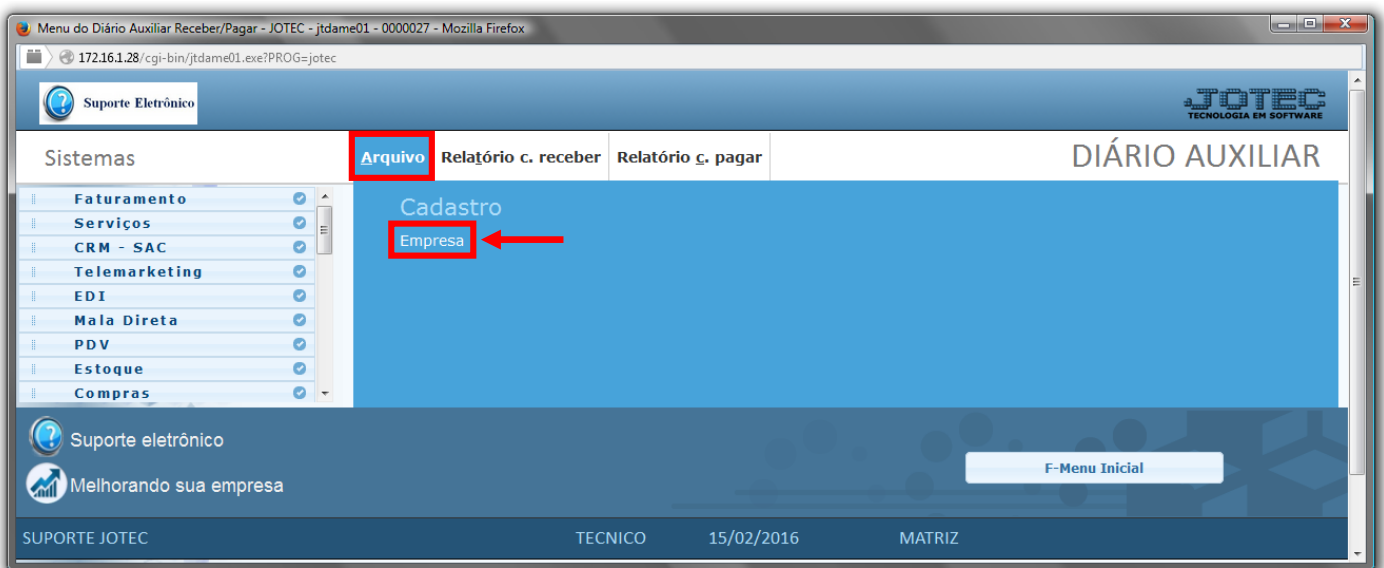 Menu do Diário Auxiliar Receber/Pagar - JOTEC - jtdame01 - 0000027 - Mozilla Firefox
172.16.1.28/cgi-bin/jtdame01.exe?PROG=jotec
Suporte Eletrônico
JOTEC
TECNOLOGIA EM SOFTWARE
Sistemas
Arquivo Relatório c. receber Relatório c. pagar
DIÁRIO AUXILIAR
Faturamento
Serviços
CRM - SAC
Telemarketing
EDI
Mala Direta
PDV
Estoque
Compras
Cadastro
Empresa
Suporte eletrônico
Melhorando sua empresa
F-Menu Inicial
SUPORTE JOTEC TECNICO 15/02/2016 MATRIZ